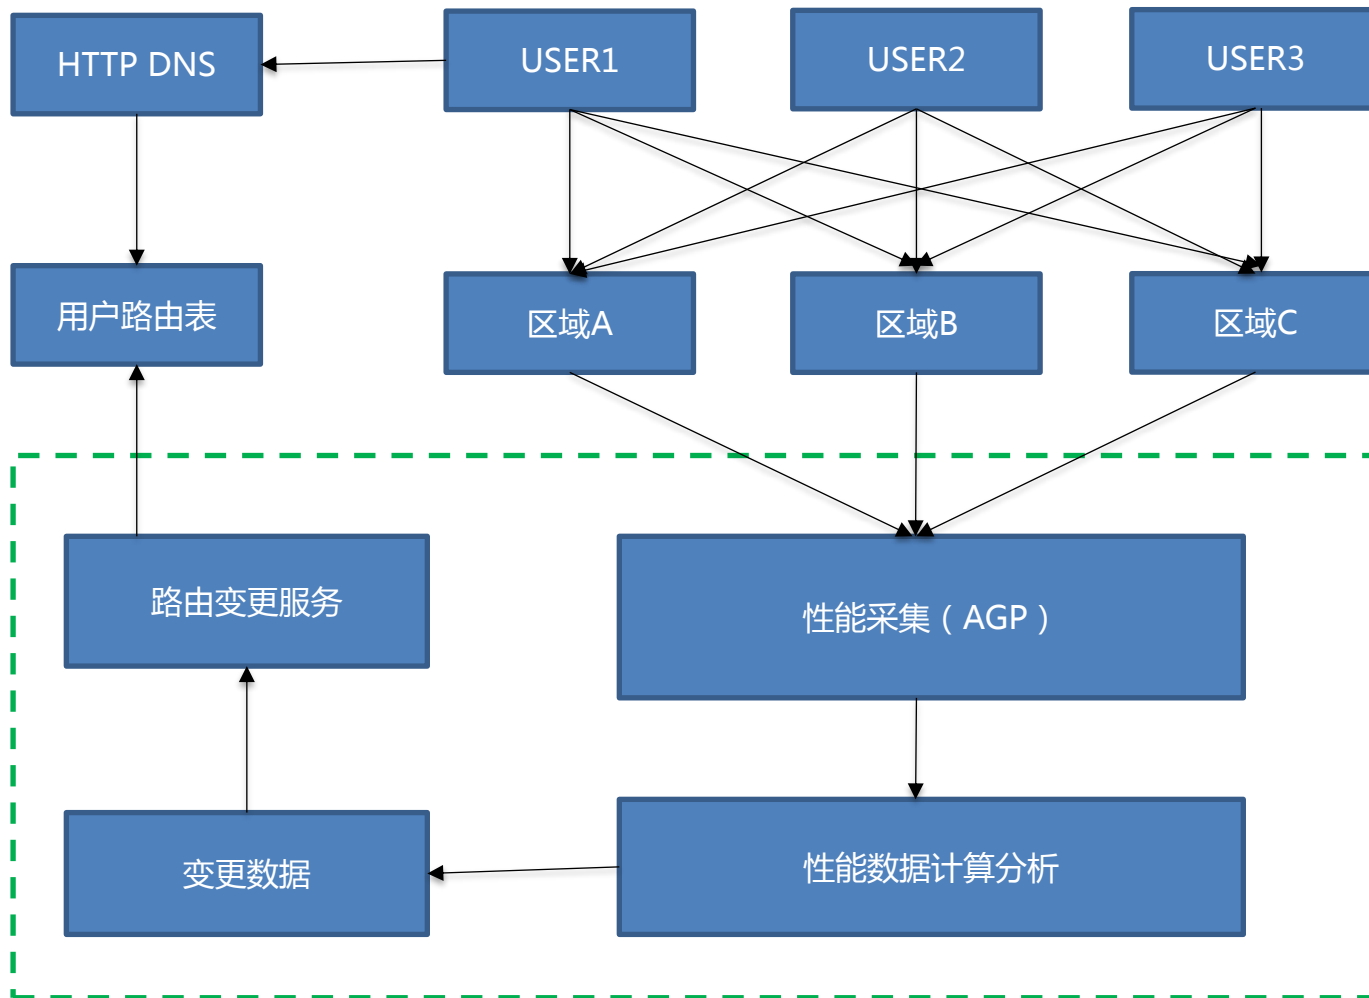 HTTP DNS
USER1
USER2
USER3
用户路由表
区域A
区域B
区域C
路由变更服务
性能采集（AGP）
变更数据
性能数据计算分析